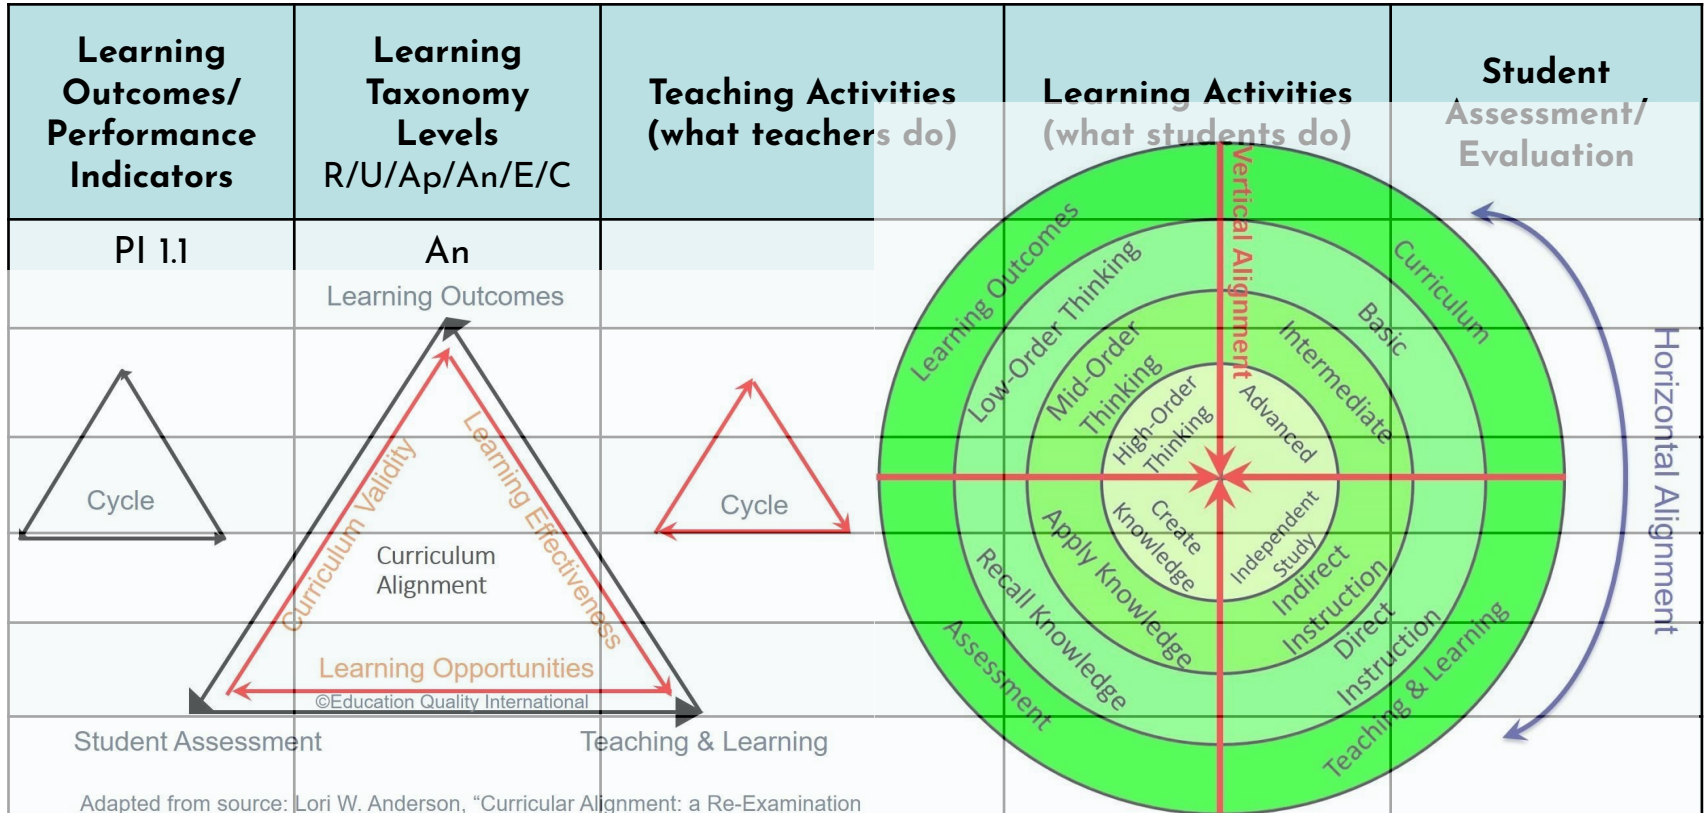 Learning
Outcomes/
Performance
Indicators
Learning
Taxonomy
Levels
R/U/Ap/An/E/C
Teaching Activities
(what teachers do)
Learning Activities
(what students do)
Student
Assessment/
Evaluation
PI 1.1
An
Learning Outcomes
Cycle
Curriculum Validity
Learning Effectiveness
Curriculum
Alignment
Learning Opportunities
©Education Quality International
Student Assessment
Teaching & Learning
Cycle
Adapted from source: Lori W. Anderson, “Curricular Alignment: a Re-Examination
Vertical Alignment
Horizontal Alignment
Learning Outcomes
Low-Order Thinking
Mid-Order
Thinking
High-Order
Thinking
Curriculum
Basic
Intermediate
Advanced
Assessment
Recall Knowledge
Apply Knowledge
Create
Knowledge
Independent
Study
Indirect
Instruction
Direct
Instruction
Teaching & Learning